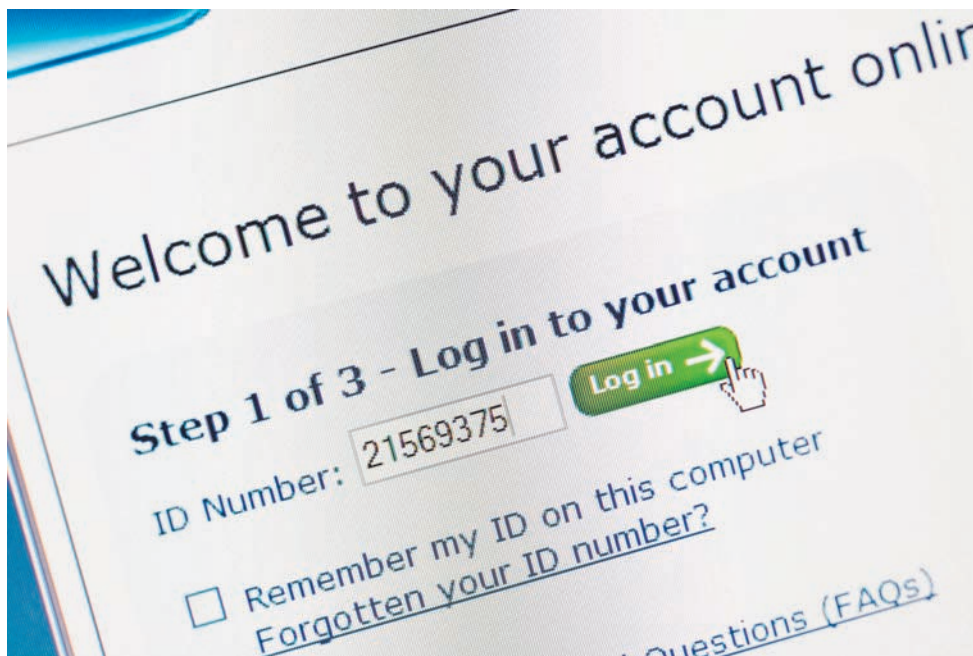 Welcome to your account
Step 1 of 3 - Log in to your account
ID Number: 21569375 Log in
Remember my ID on this computer
Forgotten your ID number?
Questions (FAQs)